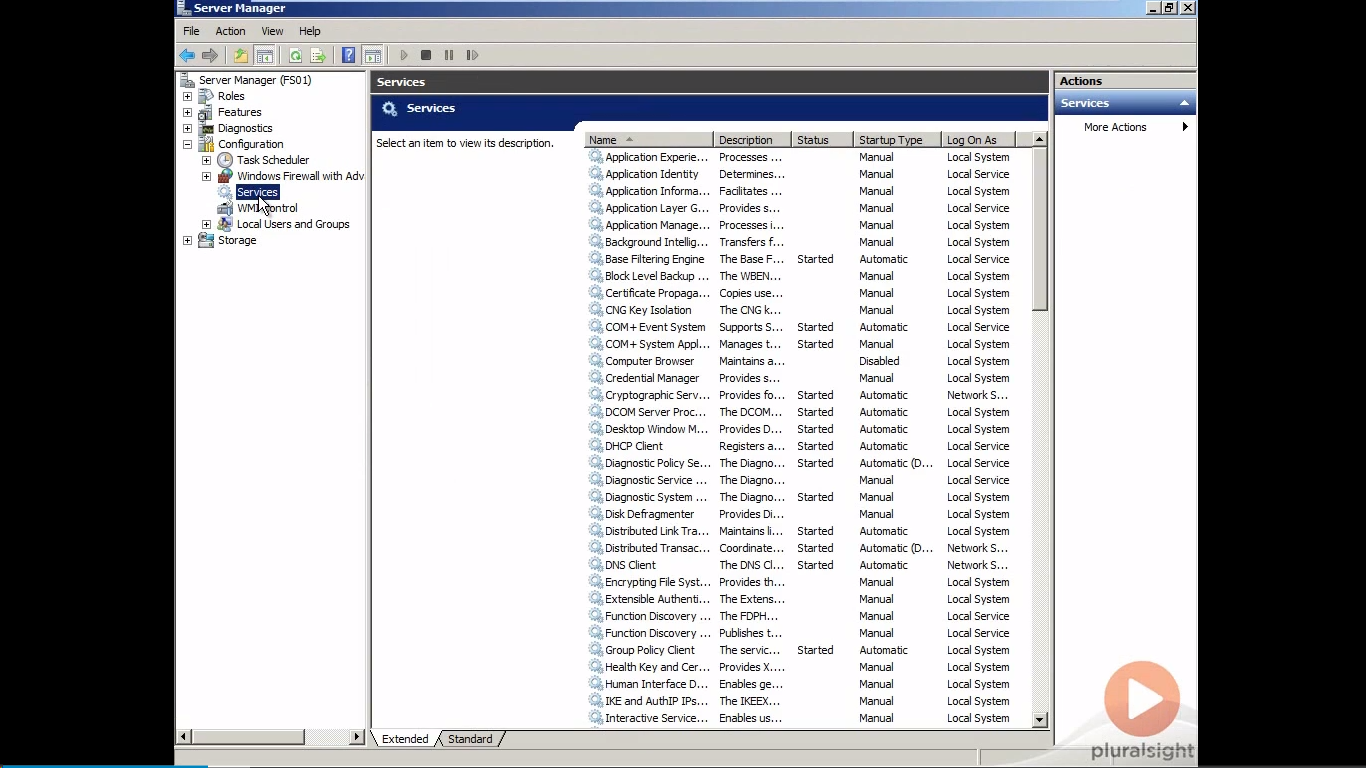 Server Manager
File Action View Help
Server Manager (FS01)
Roles
Features
Diagnostics
Configuration
Task Scheduler
Windows Firewall with Adv
Services
WMI Control
Local Users and Groups
Storage
Services
Services
Select an item to view its description.
Name Description Status Startup Type Log On As
Application Experie... Processes ... Manual Local System
Application Identity Determines... Manual Local Service
Application Informa... Facilitates ... Manual Local System
Application Layer G... Provides s... Manual Local Service
Application Manage... Processes i... Manual Local System
Background Intellig... Transfers f... Manual Local System
Base Filtering Engine The Base F... Started Automatic Local Service
Block Level Backup ... The WBEN... Manual Local System
Certificate Propaga... Copies use... Manual Local System
CNG Key Isolation The CNG k... Manual Local System
COM+ Event System Supports S... Started Automatic Local Service
COM+ System Appl... Manages t... Started Manual Local System
Computer Browser Maintains a... Disabled Local System
Credential Manager Provides s... Manual Local System
Cryptographic Serv... Provides fo... Started Automatic Network S...
DCOM Server Proc... The DCOM... Started Automatic Local System
Desktop Window M... Provides D... Started Automatic Local System
DHCP Client Registers a... Started Automatic Local Service
Diagnostic Policy Se... The Diagno... Started Automatic (D... Local Service
Diagnostic Service ... The Diagno... Manual Local Service
Diagnostic System ... The Diagno... Started Manual Local System
Disk Defragmenter Provides Di... Manual Local System
Distributed Link Tra... Maintains li... Started Automatic Local System
Distributed Transac... Coordinate... Started Automatic (D... Network S...
DNS Client The DNS Cl... Started Automatic Network S...
Encrypting File Syst... Provides th... Manual Local System
Extensible Authenti... The Extens... Manual Local System
Function Discovery ... The FDPH... Manual Local Service
Function Discovery ... Publishes t... Manual Local Service
Group Policy Client The servic... Started Automatic Local System
Health Key and Cer... Provides X.... Manual Local System
Human Interface D... Enables ge... Manual Local System
IKE and AuthIP IPs... The IKEEX... Manual Local System
Interactive Service... Enables us... Manual Local System
Extended Standard
Actions
Services
More Actions
pluralsight